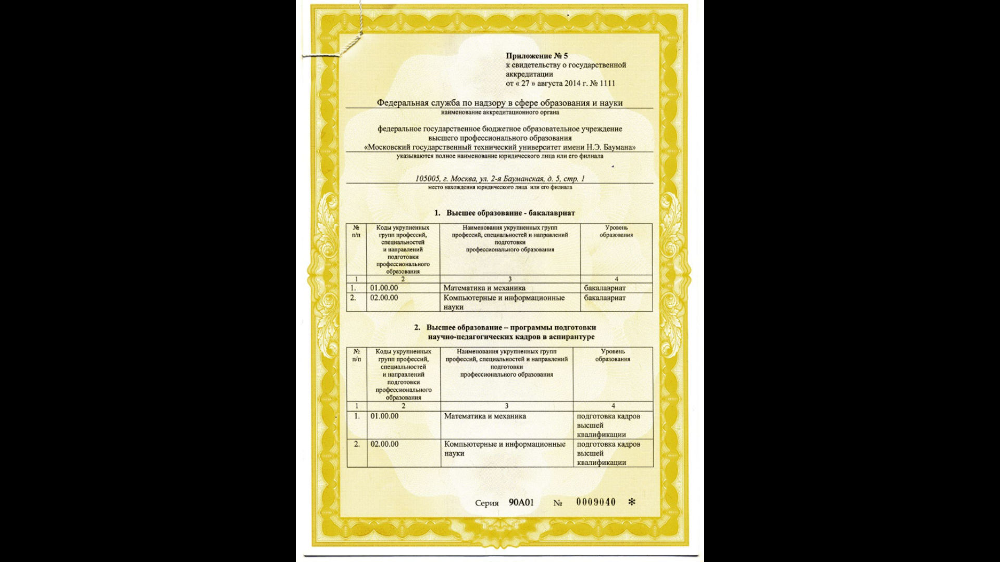 Приложение № 5
к свидетельству о государственной
аккредитации
от « 27 » августа 2014 г. № 1111
Федеральная служба по надзору в сфере образования и науки
наименование аккредитационного органа
федеральное государственное бюджетное образовательное учреждение
высшего профессионального образования
«Московский государственный технический университет имени Н.Э. Баумана»
указываются полное наименование юридического лица или его филиала
105005, г. Москва, ул. 2-я Бауманская, д. 5, стр. 1
место нахождения юридического лица или его филиала
1. Высшее образование - бакалавриат
№
п/п
Коды укрупненных
групп профессий,
специальностей
и направлений
подготовки
профессионального
образования
Наименования укрупненных групп
профессий, специальностей и направлений
подготовки
профессионального образования
Уровень
образования
1 2 3 4
1. 01.00.00 Математика и механика бакалавриат
2. 02.00.00 Компьютерные и информационные бакалавриат
науки
2. Высшее образование – программы подготовки
научно-педагогических кадров в аспирантуре
№
п/п
Коды укрупненных
групп профессий,
специальностей
и направлений
подготовки
профессионального
образования
Наименования укрупненных групп
профессий, специальностей и направлений
подготовки
профессионального образования
Уровень
образования
1 2 3 4
1. 01.00.00 Математика и механика подготовка кадров
высшей
квалификации
2. 02.00.00 Компьютерные и информационные подготовка кадров
науки высшей
квалификации
Серия 90А01 № 0009040 *